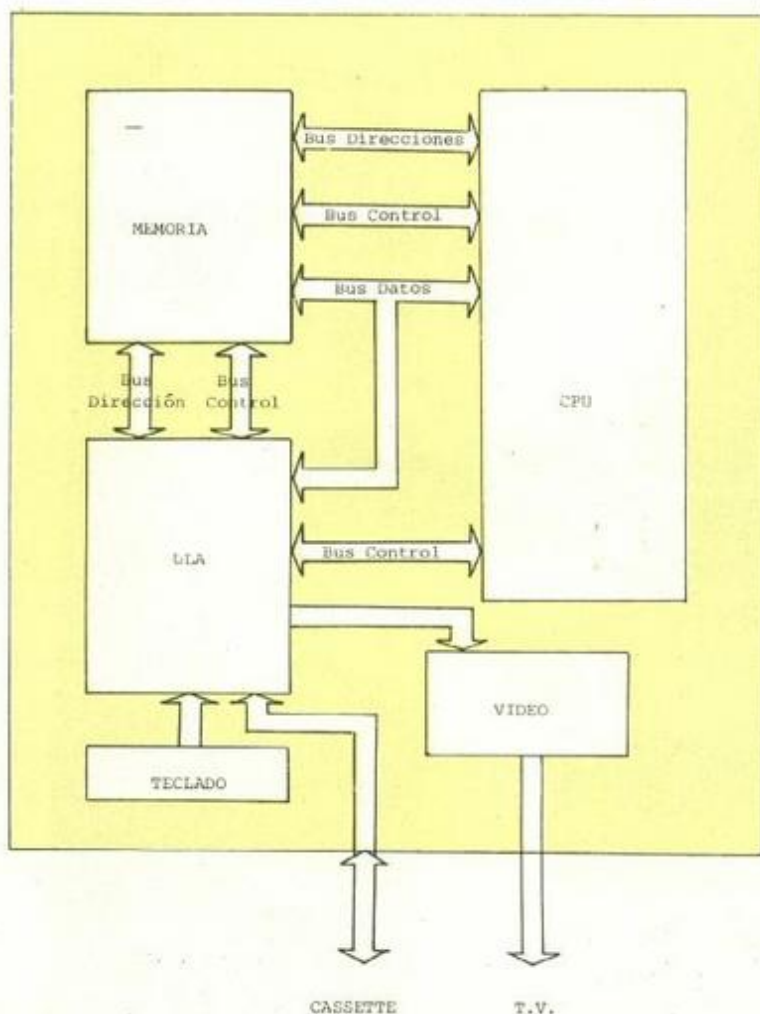 Bus Direcciones
Bus Control
MEMORIA
Bus Datos
Bus
Dirección
Bus
Control
CPU
ULA
Bus Control
VIDEO
TECLADO
CASSETTE
T.V.